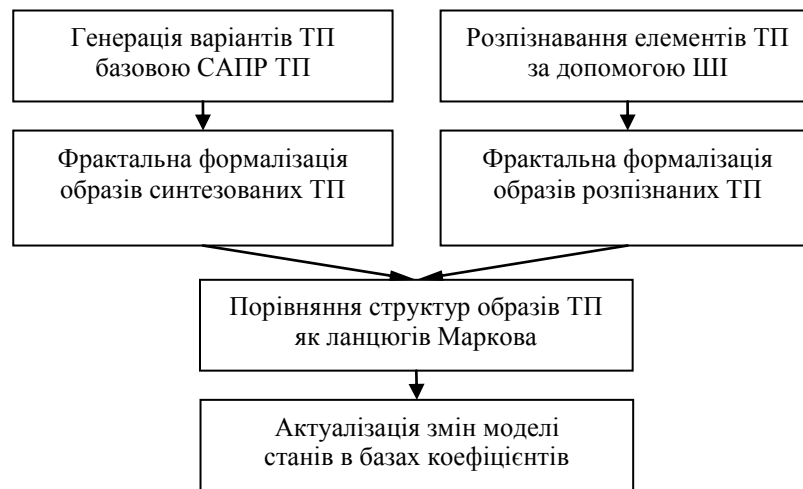 Генерація варіантів ТП
базовою САПР ТП
Розпізнавання елементів ТП
за допомогою ШІ
Фрактальна формалізація
образів синтезованих ТП
Фрактальна формалізація
образів розпізнаних ТП
Порівняння структур образів ТП
як ланцюгів Маркова
Актуалізація змін моделі
станів в базах коефіцієнтів